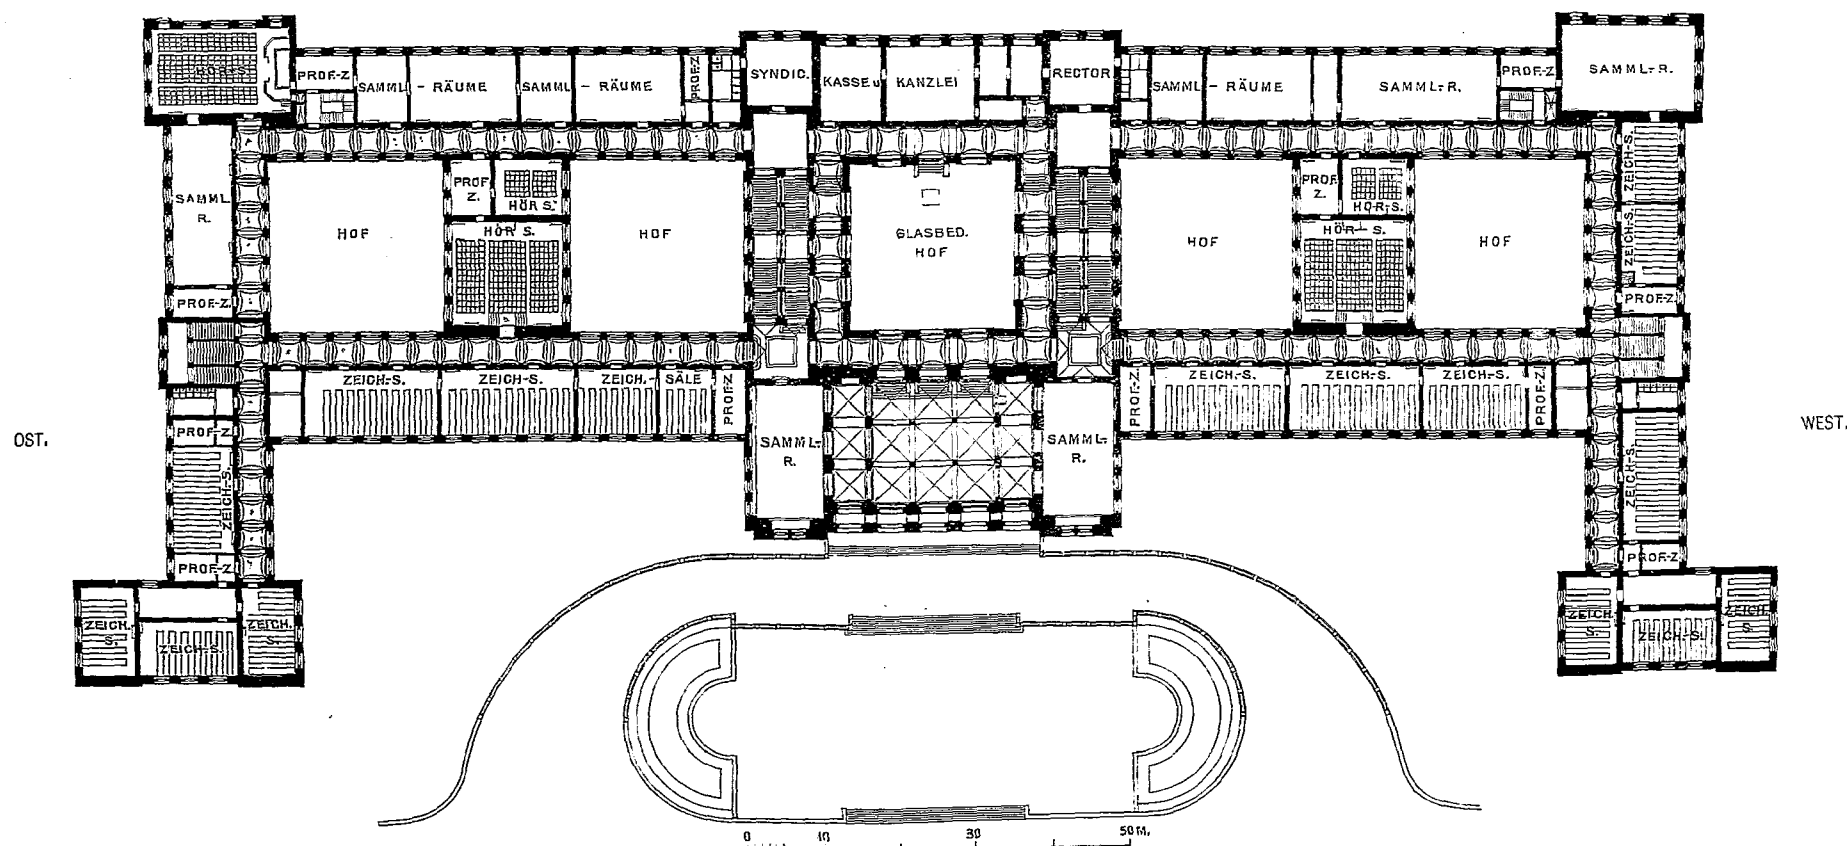 HÖR-S.
PROF-Z
SAMML - RÄUME
SAMML - RÄUME
PROF-Z
SYNDIC.
KASSE u
KANZLEI
RECTOR
SAMML - RÄUME
SAMML.-R.
PROF-Z
SAMML.-R.
SAMML.
R.
HOF
PROF.
Z.
HÖR S.
HÖR S.
HOF
GLASBED.
HOF
HOF
PROF.
Z.
HÖR-S.
HÖR-S.
HOF
ZEICH-S.
ZEICH-S.
PROF-Z.
PROF-Z.
ZEICH-S.
ZEICH-S.
ZEICH.-SÄLE
PROF-Z.
SAMML-
R.
SAMML-
R.
PROF-Z.
ZEICH.-S.
ZEICH.-S.
ZEICH.-S.
PROF-Z.
OST.
WEST.
PROF-Z.
ZEICH.-S.
PROF-Z.
ZEICH.-S.
PROF-Z.
ZEICH.
S.
ZEICH-S.
ZEICH.
S.
ZEICH.
S.
ZEICH-S.
ZEICH.
S.
0 10 30 50 M.